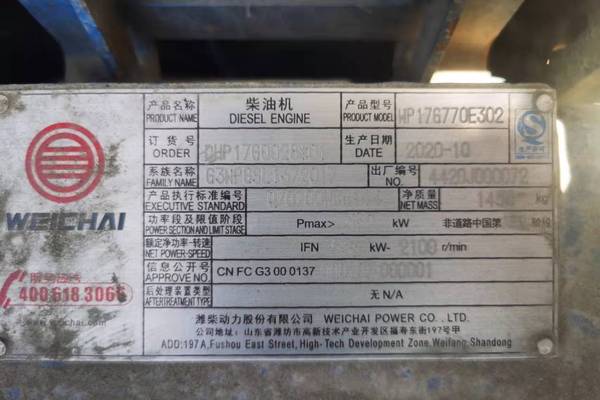 产品名称 PRODUCT NAME 柴油机 DIESEL ENGINE 产品型号 PRODUCT MODEL WP17G770E302
订货号 ORDER 生产日期 DATE 2020-10
系族名称 FAMILY NAME 出厂编号 4420J000072
产品执行标准编号 EXECUTIVE 净质量 NET MASS kg
功率段及限值阶段 POWER SECTION AND LIMIT STAGE Pmax> kW 非道路中国第
额定净功率-转速 NET POWER-SPEED IFN kW- 2100 r/min
信息公开号 APPROVED NO CN FC G3 00 0137
后处理装置类型 AFTERTREATMENT TYPE 无 N/A
潍柴动力股份有限公司 WEICHAI POWER CO., LTD.
公司地址: 山东省潍坊市高新技术产业开发区福寿东街197号甲
ADD:197A,Fushou East Street, High-Tech Development Zone,Weifang,Shandong
WEICHAI
服务热线
400 618 3066
www.weichai.com